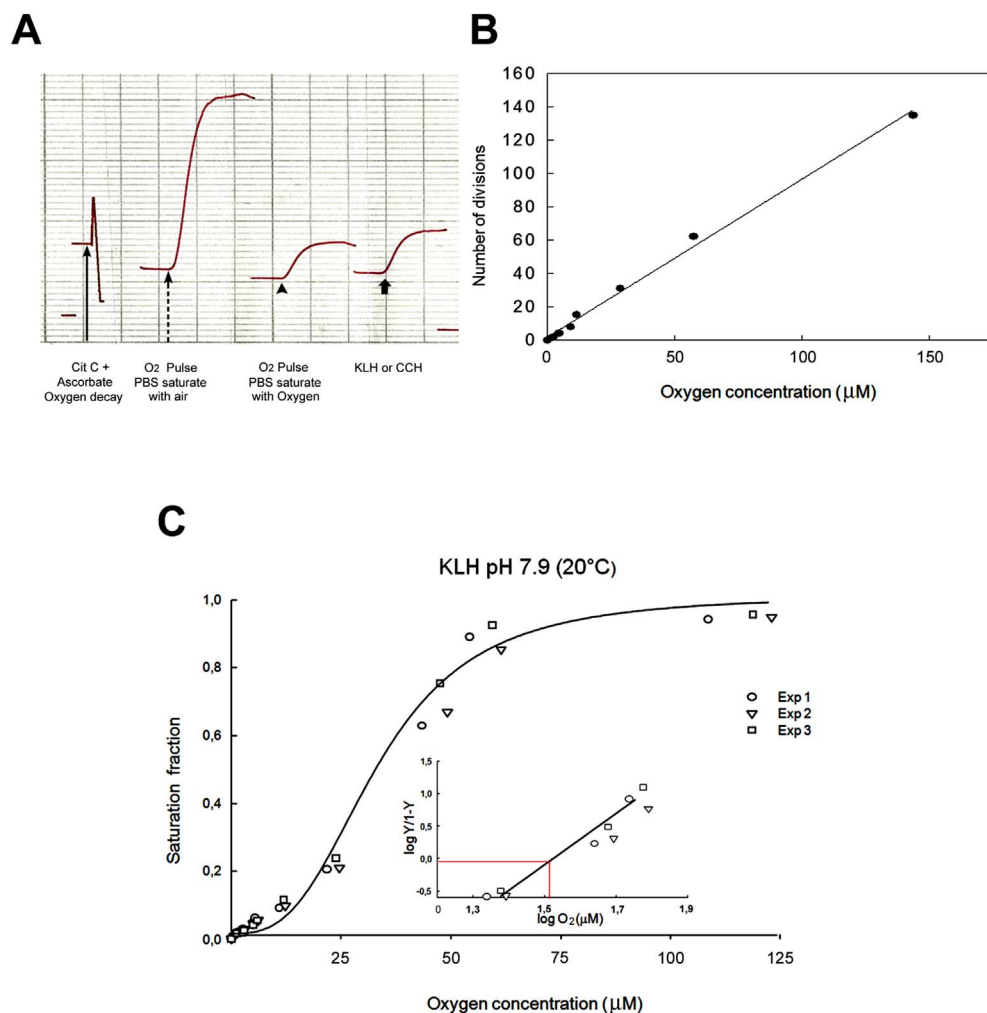 A
Cit C +
Ascorbate
Oxygen decay
O2 Pulse
PBS saturate
with air
O2 Pulse
PBS saturate
with Oxygen
KLH or CCH
B
160
140
120
100
80
60
40
20
0
Number of divisions
0
50
100
150
Oxygen concentration (μM)
C
KLH pH 7.9 (20°C)
1,0
0,8
0,6
0,4
0,2
0,0
Saturation fraction
25
50
75
100
125
Oxygen concentration (μM)
Exp 1
Exp 2
Exp 3
1,5
1,0
0,5
0,0
-0,5
log Y/1-Y
0
1,3
1,5
1,7
1,9
log O2(μM)